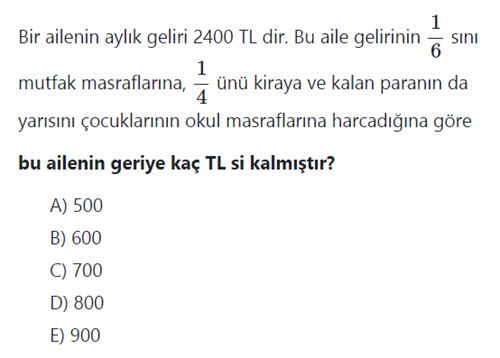 Bir ailenin aylık geliri 2400 TL dir. Bu aile gelirinin 1/6 sını
mutfak masraflarına, 1/4 ünü kiraya ve kalan paranın da
yarısını çocuklarının okul masraflarına harcadığına göre
bu ailenin geriye kaç TL si kalmıştır?
A) 500
B) 600
C) 700
D) 800
E) 900